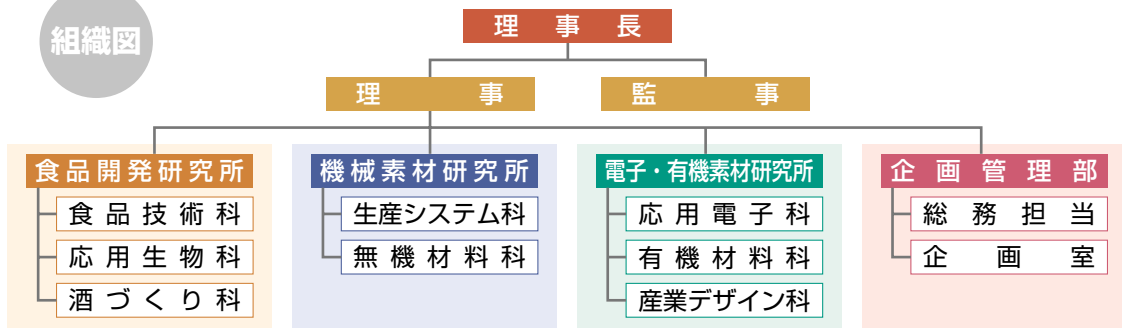 組織図
理事長
理事
監事
食品開発研究所
食品技術科
応用生物科
酒づくり科
機械素材研究所
生産システム科
無機材料科
電子・有機素材研究所
応用電子科
有機材料科
産業デザイン科
企画管理部
総務担当
企画室